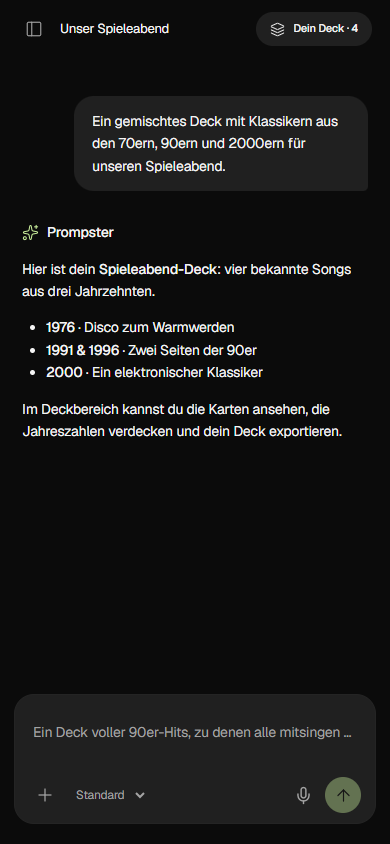 Unser Spieleabend
Dein Deck · 4
Ein gemischtes Deck mit Klassikern aus
den 70ern, 90ern und 2000ern für
unseren Spieleabend.
Prompster
Hier ist dein Spieleabend-Deck: vier bekannte Songs
aus drei Jahrzehnten.
• 1976 · Disco zum Warmwerden
• 1991 & 1996 · Zwei Seiten der 90er
• 2000 · Ein elektronischer Klassiker
Im Deckbereich kannst du die Karten ansehen, die
Jahreszahlen verdecken und dein Deck exportieren.
Ein Deck voller 90er-Hits, zu denen alle mitsingen ...
Standard